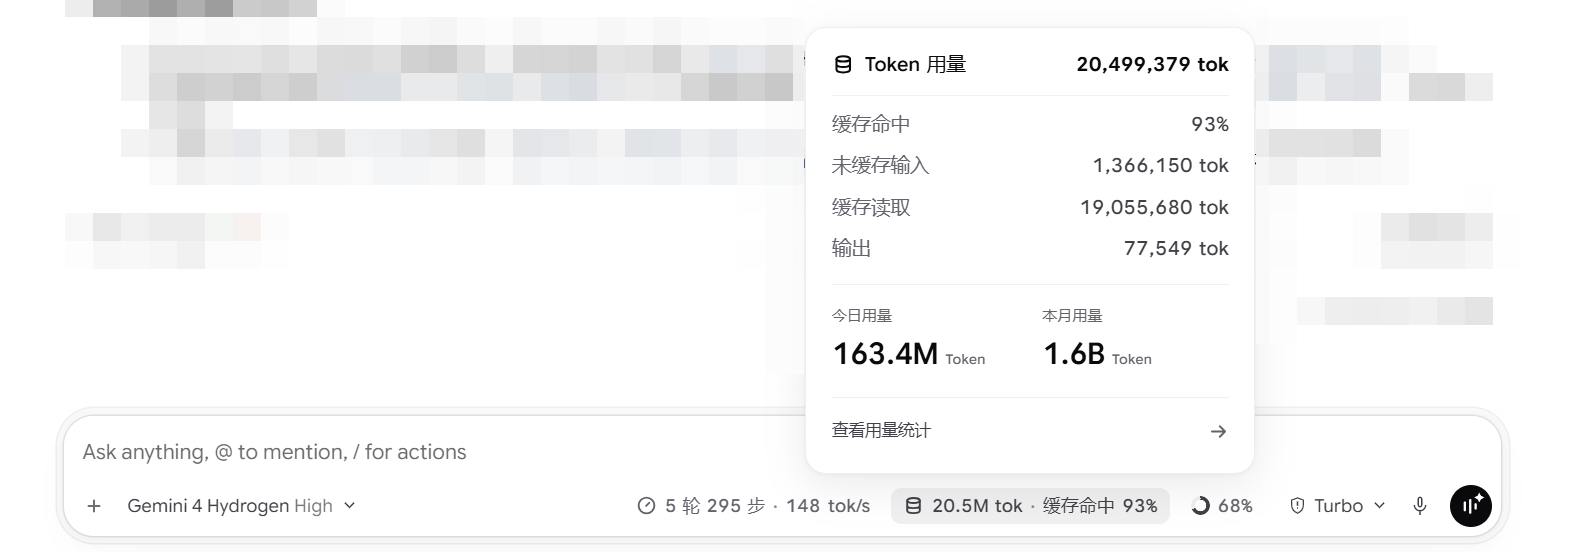 Token 用量 20,499,379 tok
缓存命中 93%
未缓存输入 1,366,150 tok
缓存读取 19,055,680 tok
输出 77,549 tok
今日用量 本月用量
163.4M Token 1.6B Token
查看用量统计
Ask anything, @ to mention, / for actions
Gemini 4 Hydrogen High 5 轮 295 步 · 148 tok/s 20.5M tok · 缓存命中 93% 68% Turbo